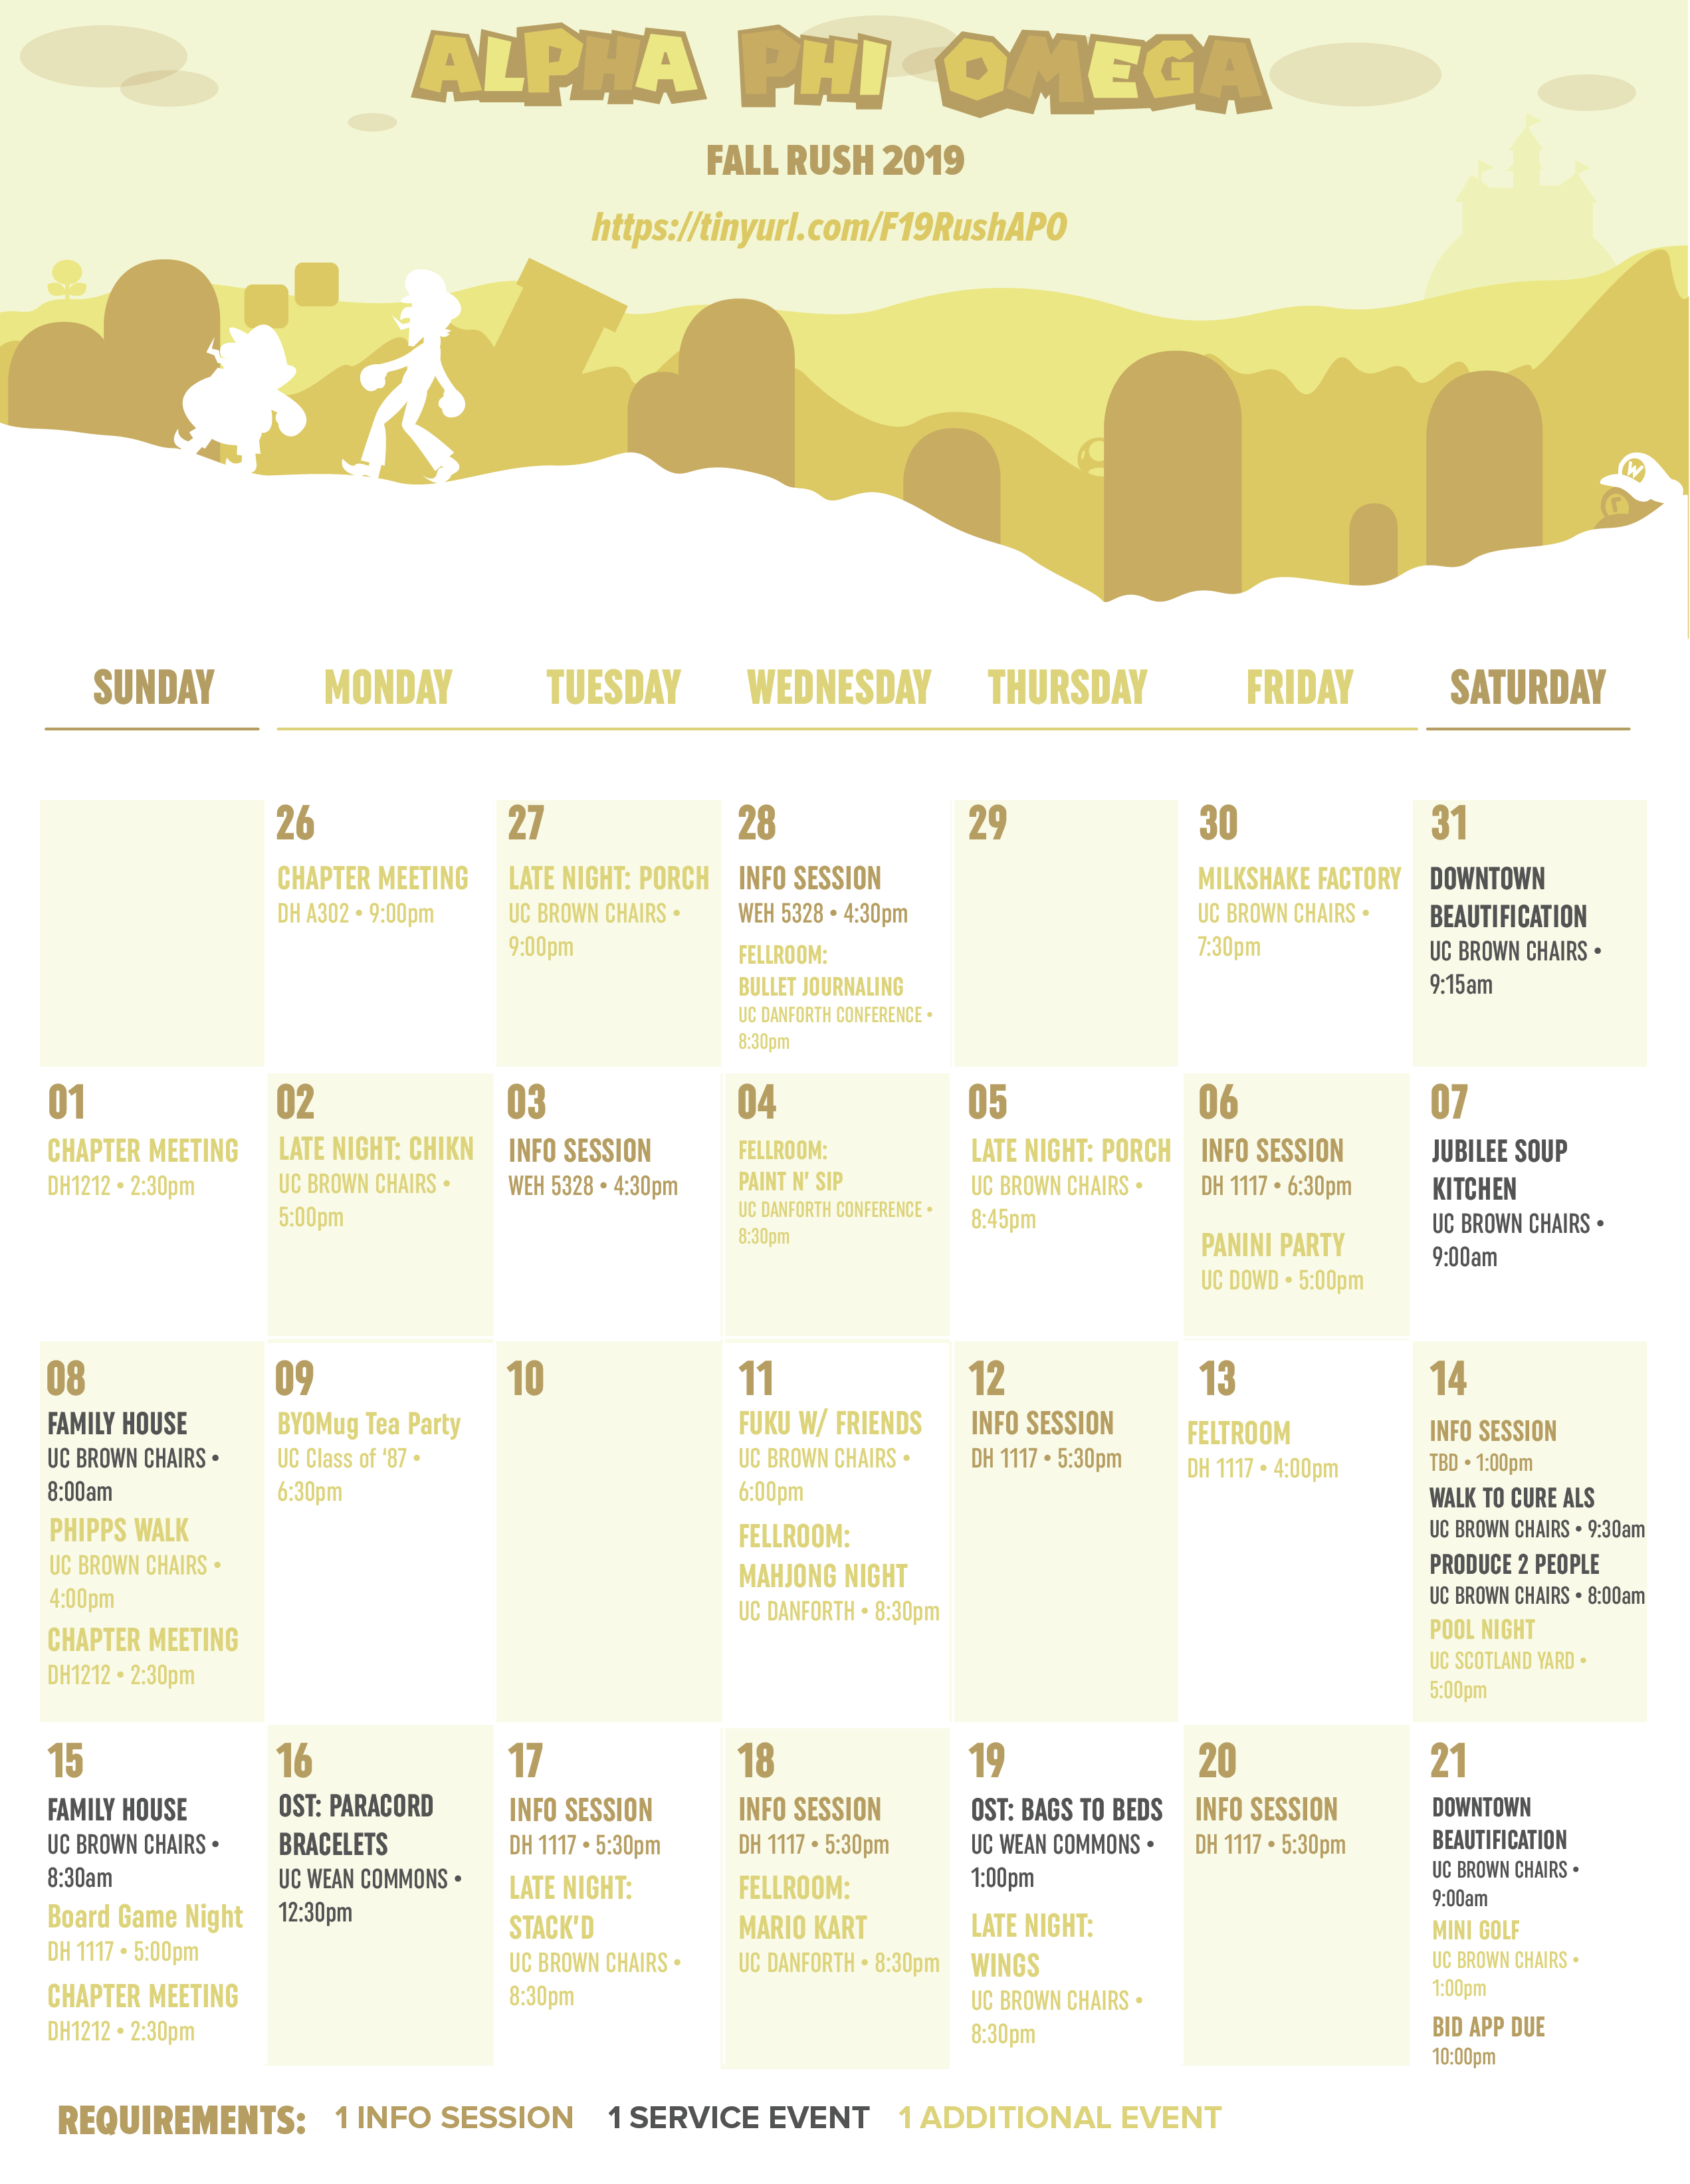 ALPHA PHI OMEGA
FALL RUSH 2019
https://tinyurl.com/F19RushAPO
W
SUNDAY
MONDAY
TUESDAY
WEDNESDAY
THURSDAY
FRIDAY
SATURDAY
26
CHAPTER MEETING
DH A302 • 9:00pm
27
LATE NIGHT: PORCH
UC BROWN CHAIRS •
9:00pm
28
INFO SESSION
WEH 5328 • 4:30pm
FELLROOM:
BULLET JOURNALING
UC DANFORTH CONFERENCE •
8:30pm
29
30
MILKSHAKE FACTORY
UC BROWN CHAIRS •
7:30pm
31
DOWNTOWN
BEAUTIFICATION
UC BROWN CHAIRS •
9:15am
01
CHAPTER MEETING
DH1212 • 2:30pm
02
LATE NIGHT: CHIKN
UC BROWN CHAIRS •
5:00pm
03
INFO SESSION
WEH 5328 • 4:30pm
04
FELLROOM:
PAINT N' SIP
UC DANFORTH CONFERENCE •
8:30pm
05
LATE NIGHT: PORCH
UC BROWN CHAIRS •
8:45pm
06
INFO SESSION
DH 1117 • 6:30pm
PANINI PARTY
UC DOWD • 5:00pm
07
JUBILEE SOUP
KITCHEN
UC BROWN CHAIRS •
9:00am
08
FAMILY HOUSE
UC BROWN CHAIRS •
8:00am
PHIPPS WALK
UC BROWN CHAIRS •
4:00pm
CHAPTER MEETING
DH1212 • 2:30pm
09
BYOMug Tea Party
UC Class of ‘87 •
6:30pm
10
11
FUKU W/ FRIENDS
UC BROWN CHAIRS •
6:00pm
FELLROOM:
MAHJONG NIGHT
UC DANFORTH • 8:30pm
12
INFO SESSION
DH 1117 • 5:30pm
13
FELTROOM
DH 1117 • 4:00pm
14
INFO SESSION
TBD • 1:00pm
WALK TO CURE ALS
UC BROWN CHAIRS • 9:30am
PRODUCE 2 PEOPLE
UC BROWN CHAIRS • 8:00am
POOL NIGHT
UC SCOTLAND YARD •
5:00pm
15
FAMILY HOUSE
UC BROWN CHAIRS •
8:30am
Board Game Night
DH 1117 • 5:00pm
CHAPTER MEETING
DH1212 • 2:30pm
16
OST: PARACORD
BRACELETS
UC WEAN COMMONS •
12:30pm
17
INFO SESSION
DH 1117 • 5:30pm
LATE NIGHT:
STACK'D
UC BROWN CHAIRS •
8:30pm
18
INFO SESSION
DH 1117 • 5:30pm
FELLROOM:
MARIO KART
UC DANFORTH • 8:30pm
19
OST: BAGS TO BEDS
UC WEAN COMMONS •
1:00pm
LATE NIGHT:
WINGS
UC BROWN CHAIRS •
8:30pm
20
INFO SESSION
DH 1117 • 5:30pm
21
DOWNTOWN
BEAUTIFICATION
UC BROWN CHAIRS •
9:00am
MINI GOLF
UC BROWN CHAIRS •
1:00pm
BID APP DUE
10:00pm
REQUIREMENTS: 1 INFO SESSION 1 SERVICE EVENT 1 ADDITIONAL EVENT